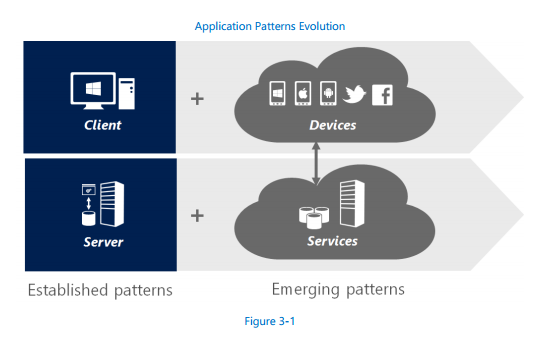 Application Patterns Evolution
Client
+
Devices
Server
+
Services
Established patterns
Emerging patterns
Figure 3-1